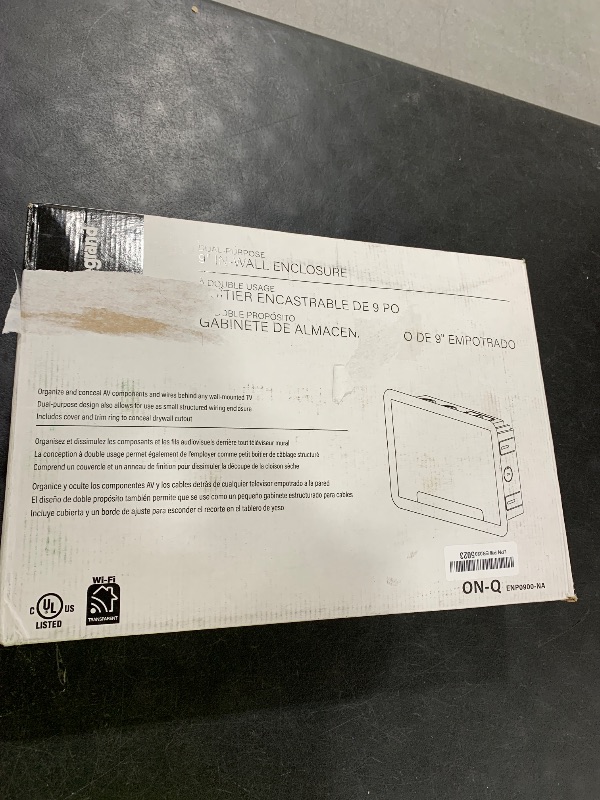 DUAL-PURPOSE
WALL ENCLOSURE
DOUBLE USAGE
ENCASTRABLE DE 9 PO
PROPÓSITO
GABINETE DE ALMACEN O DE 9" EMPOTRADO
Organize and conceal AV components and wires behind any wall-mounted TV
Dual-purpose design also allows for use as small structured wiring enclosure
Includes cover and trim ring to conceal drywall cutout
Organisez et dissimulez les composants et les fils audiovisuels derrière tout téléviseur mural
La conception à double usage permet également de l'employer comme petit boîtier de câblage structuré
Comprend un couvercle et un anneau de finition pour dissimuler la découpe de la cloison sèche
Organice y oculte los componentes AV y los cables detrás de cualquier televisor empotrado a la pared
El diseño de doble propósito también permite que se use como un pequeño gabinete estructurado para cables
Incluye cubierta y un borde de ajuste para esconder el recorte en el tablero de yeso
C UL US
LISTED
Wi-Fi
TRANSPARENT
ON-Q ENP0900-NA